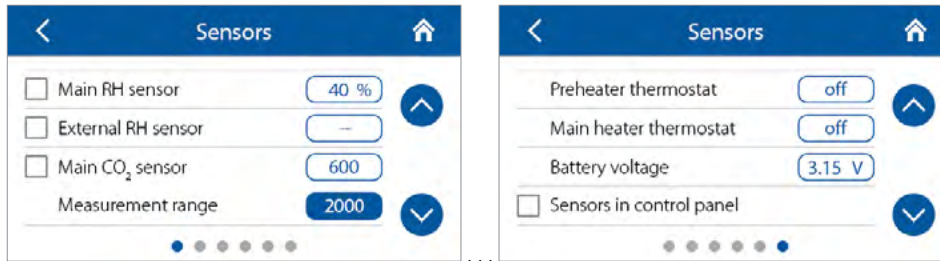 Sensors
Main RH sensor 40 %
External RH sensor —
Main CO₂ sensor 600
Measurement range 2000
Sensors
Preheater thermostat off
Main heater thermostat off
Battery voltage 3.15 V
Sensors in control panel
...